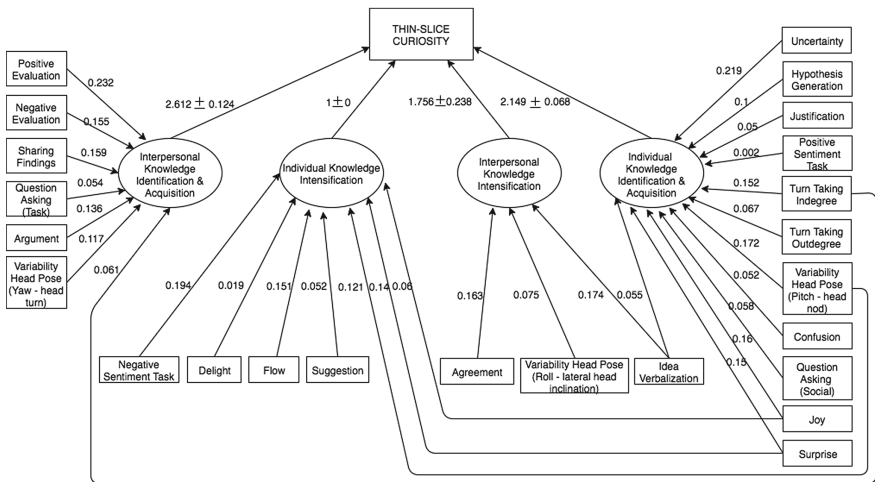 THIN-SLICE
CURIOSITY
Positive
Evaluation
Negative
Evaluation
Sharing
Findings
Question
Asking
(Task)
Argument
Variability
Head Pose
(Yaw - head
turn)
0.232
0.155
0.159
0.054
0.136
0.117
0.061
2.612 ± 0.124
1±0
1.756±0.238
2.149 ± 0.068
Interpersonal
Knowledge
Identification &
Acquisition
Individual Knowledge
Intensification
Interpersonal
Knowledge
Intensification
Individual
Knowledge
Identification &
Acquisition
0.194
0.019
0.151
0.052
0.121
0.14
0.06
0.163
0.075
0.174
0.055
Negative
Sentiment Task
Delight
Flow
Suggestion
Agreement
Variability Head Pose
(Roll - lateral head
inclination)
Idea
Verbalization
0.219
0.1
0.05
0.002
0.152
0.067
0.172
0.052
0.058
0.16
0.15
Uncertainty
Hypothesis
Generation
Justification
Positive
Sentiment
Task
Turn Taking
Indegree
Turn Taking
Outdegree
Variability
Head Pose
(Pitch - head
nod)
Confusion
Question
Asking
(Social)
Joy
Surprise